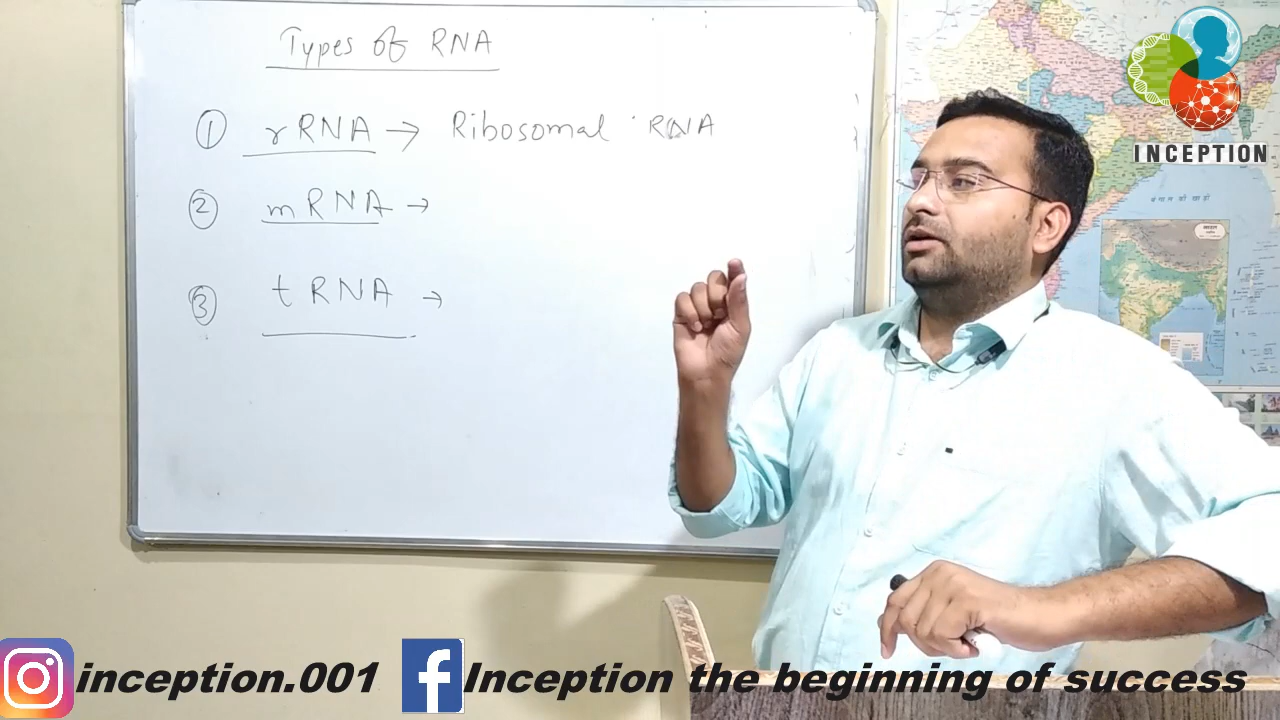 Types of RNA
① rRNA → Ribosomal RNA
② mRNA →
③ tRNA →
INCEPTION
बंगाल की खाड़ी
inception.001
Inception the beginning of success